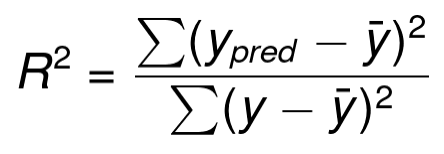 R² = ∑(y_pred − ȳ)² / ∑(y − ȳ)²